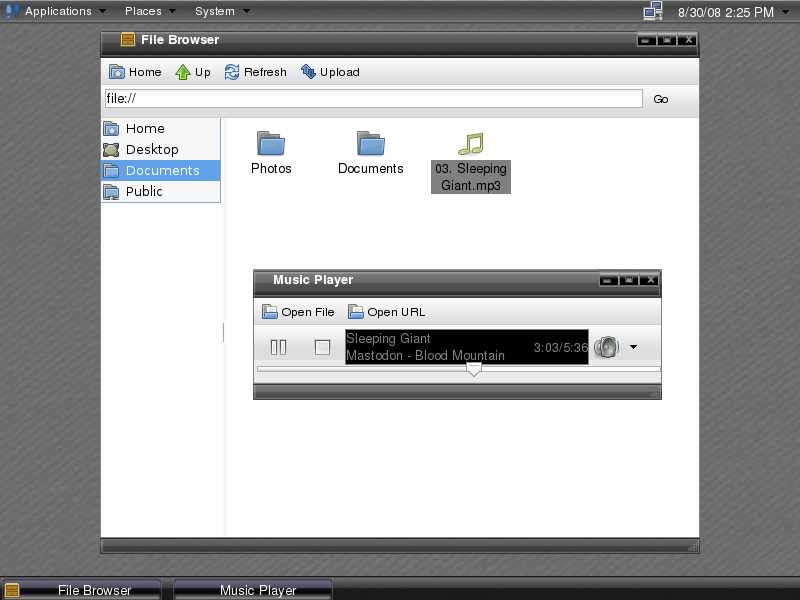 Applications Places System 8/30/08 2:25 PM
File Browser
Home Up Refresh Upload
file:// Go
Home
Desktop
Documents
Public
Photos Documents 03. Sleeping
Giant.mp3
Music Player
Open File Open URL
Sleeping Giant
Mastodon - Blood Mountain 3:03/5:36
File Browser Music Player